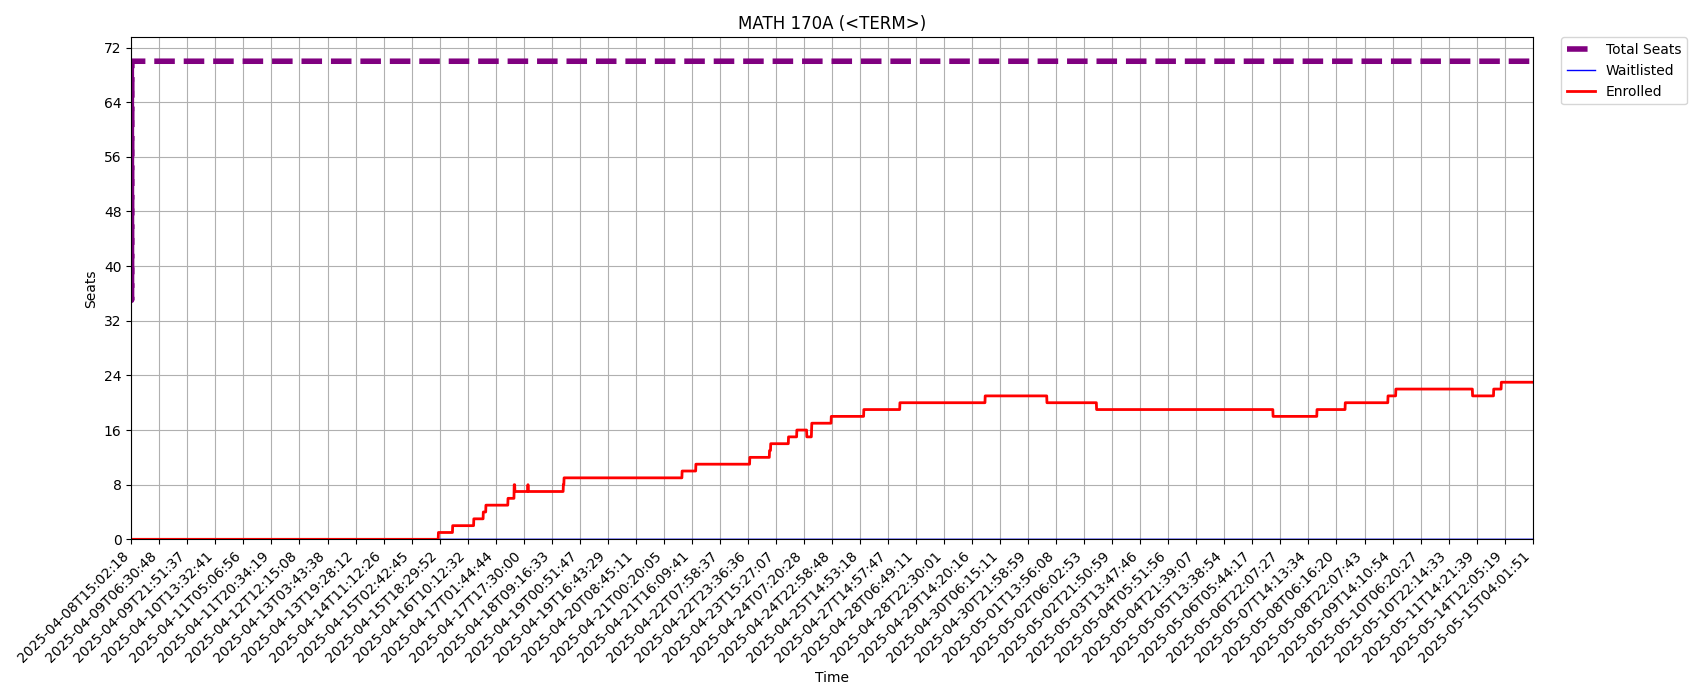 MATH 170A (<TERM>)
Total Seats
Waitlisted
Enrolled
72
64
56
48
40
32
24
16
8
0
Seats
2025-04-08T15:02:18
2025-04-09T06:30:48
2025-04-09T21:51:37
2025-04-10T13:32:41
2025-04-11T05:06:56
2025-04-11T20:34:19
2025-04-12T12:15:08
2025-04-13T03:43:38
2025-04-13T19:28:12
2025-04-14T11:12:26
2025-04-15T02:42:45
2025-04-15T18:29:52
2025-04-16T10:12:32
2025-04-17T01:44:44
2025-04-17T17:30:00
2025-04-18T09:16:33
2025-04-19T00:51:47
2025-04-19T16:43:29
2025-04-20T08:45:11
2025-04-21T00:20:05
2025-04-21T16:09:41
2025-04-22T07:58:37
2025-04-22T23:36:36
2025-04-23T15:27:07
2025-04-24T07:20:28
2025-04-24T22:58:48
2025-04-25T14:53:18
2025-04-27T14:57:47
2025-04-28T06:49:11
2025-04-28T22:30:01
2025-04-29T14:20:16
2025-04-30T06:15:11
2025-04-30T21:58:59
2025-05-01T13:56:08
2025-05-02T06:02:53
2025-05-02T21:50:59
2025-05-03T13:47:46
2025-05-04T05:51:56
2025-05-04T21:39:07
2025-05-05T13:38:54
2025-05-06T05:44:17
2025-05-06T22:07:27
2025-05-07T14:13:34
2025-05-08T06:16:20
2025-05-08T22:07:43
2025-05-09T14:10:54
2025-05-10T06:20:27
2025-05-10T22:14:33
2025-05-11T14:21:39
2025-05-14T12:05:19
2025-05-15T04:01:51
Time